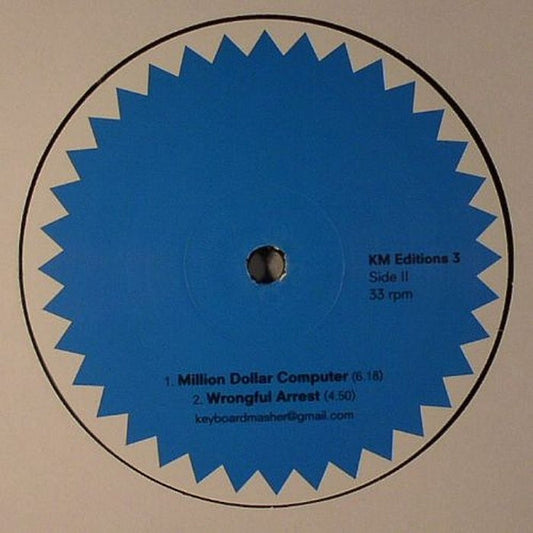 KM Editions 3
Side II
33 rpm
1. Million Dollar Computer (6.18)
2. Wrongful Arrest (4.50)
keyboardmasher@gmail.com